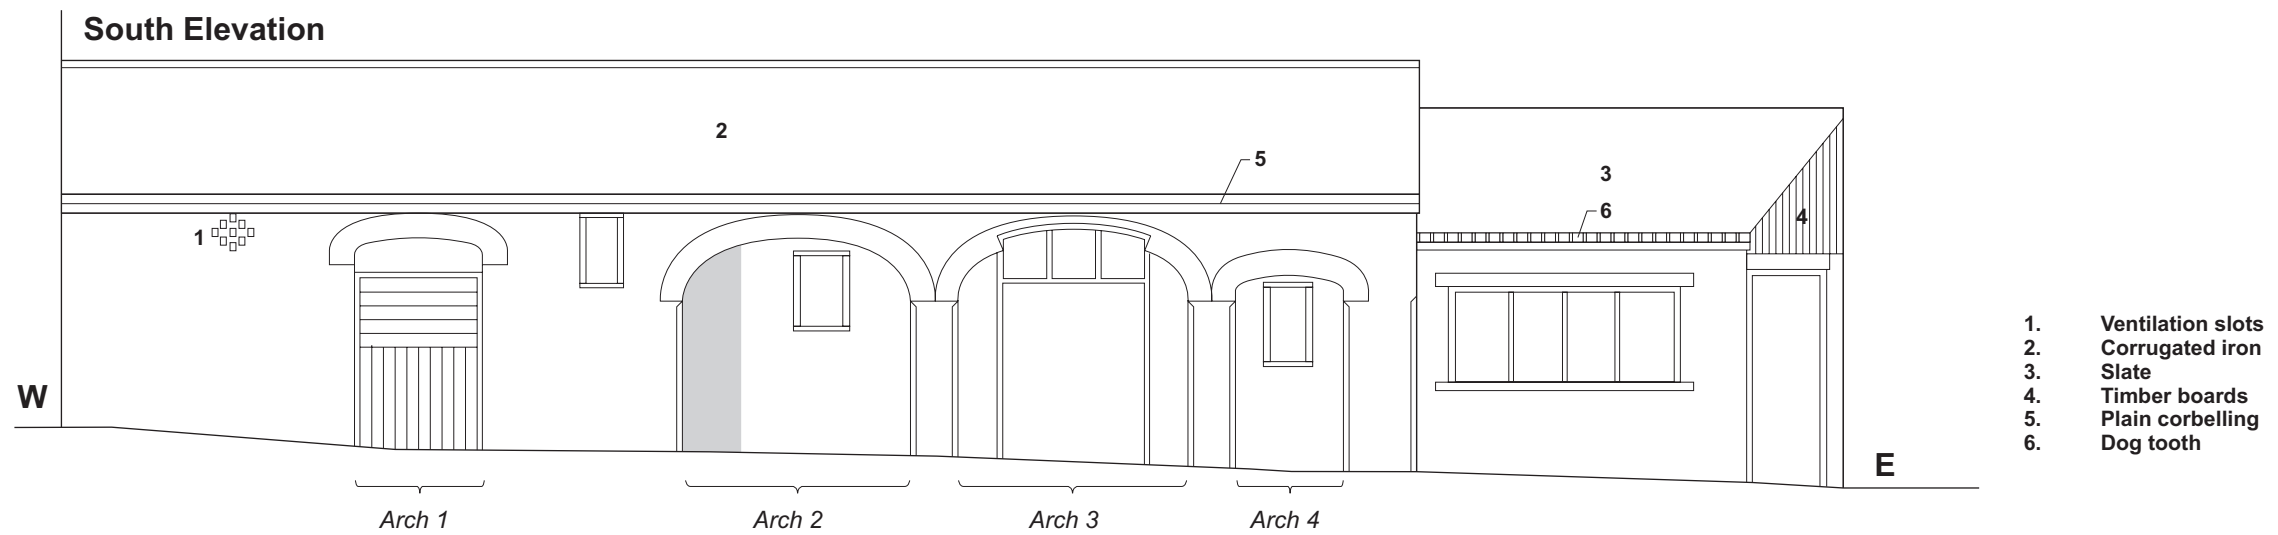 South Elevation
2
5
3
6
1
4
W
E
1. Ventilation slots
2. Corrugated iron
3. Slate
4. Timber boards
5. Plain corbelling
6. Dog tooth
Arch 1
Arch 2
Arch 3
Arch 4